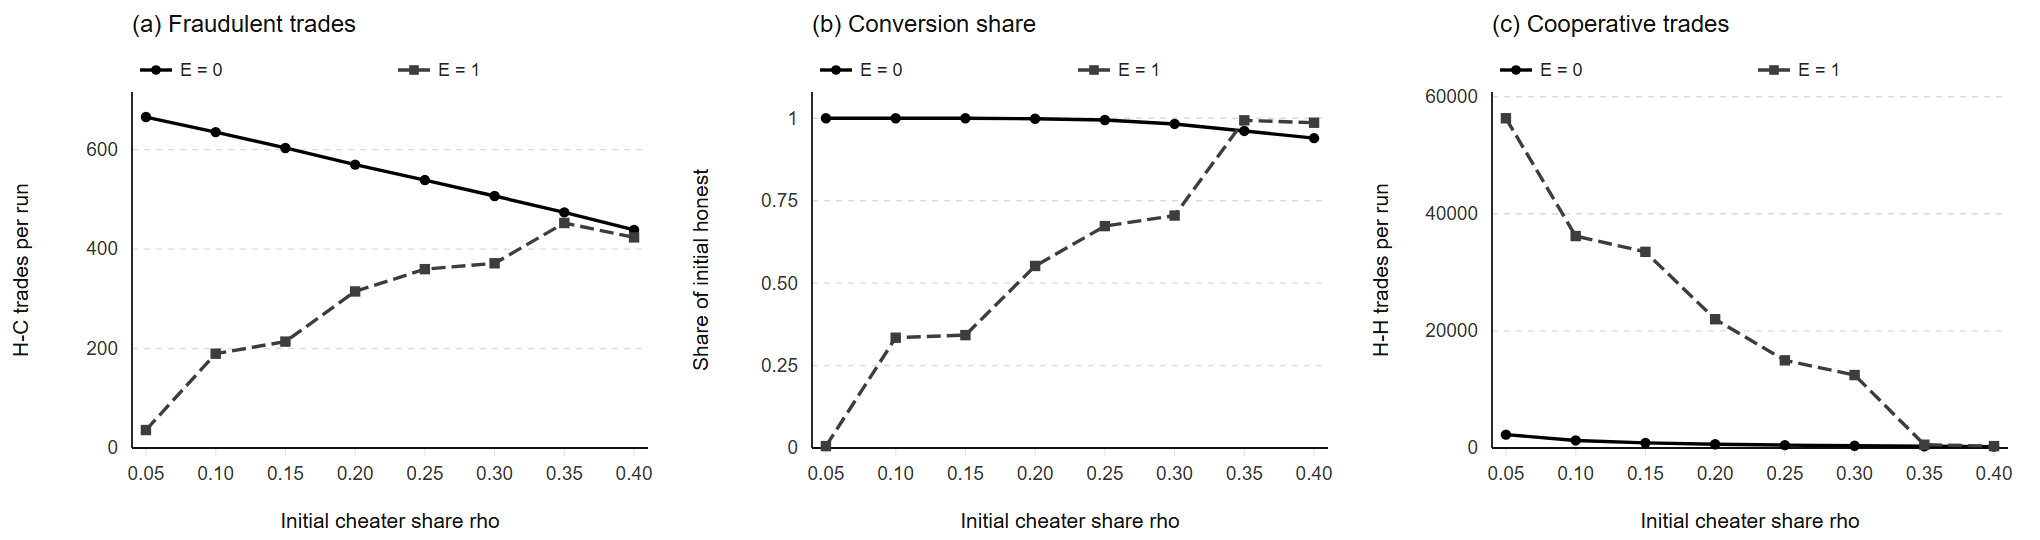 (a) Fraudulent trades
E = 0
E = 1
H-C trades per run
600
400
200
0
0.05 0.10 0.15 0.20 0.25 0.30 0.35 0.40
Initial cheater share rho
(b) Conversion share
E = 0
E = 1
Share of initial honest
1
0.75
0.50
0.25
0
0.05 0.10 0.15 0.20 0.25 0.30 0.35 0.40
Initial cheater share rho
(c) Cooperative trades
E = 0
E = 1
H-H trades per run
60000
40000
20000
0
0.05 0.10 0.15 0.20 0.25 0.30 0.35 0.40
Initial cheater share rho